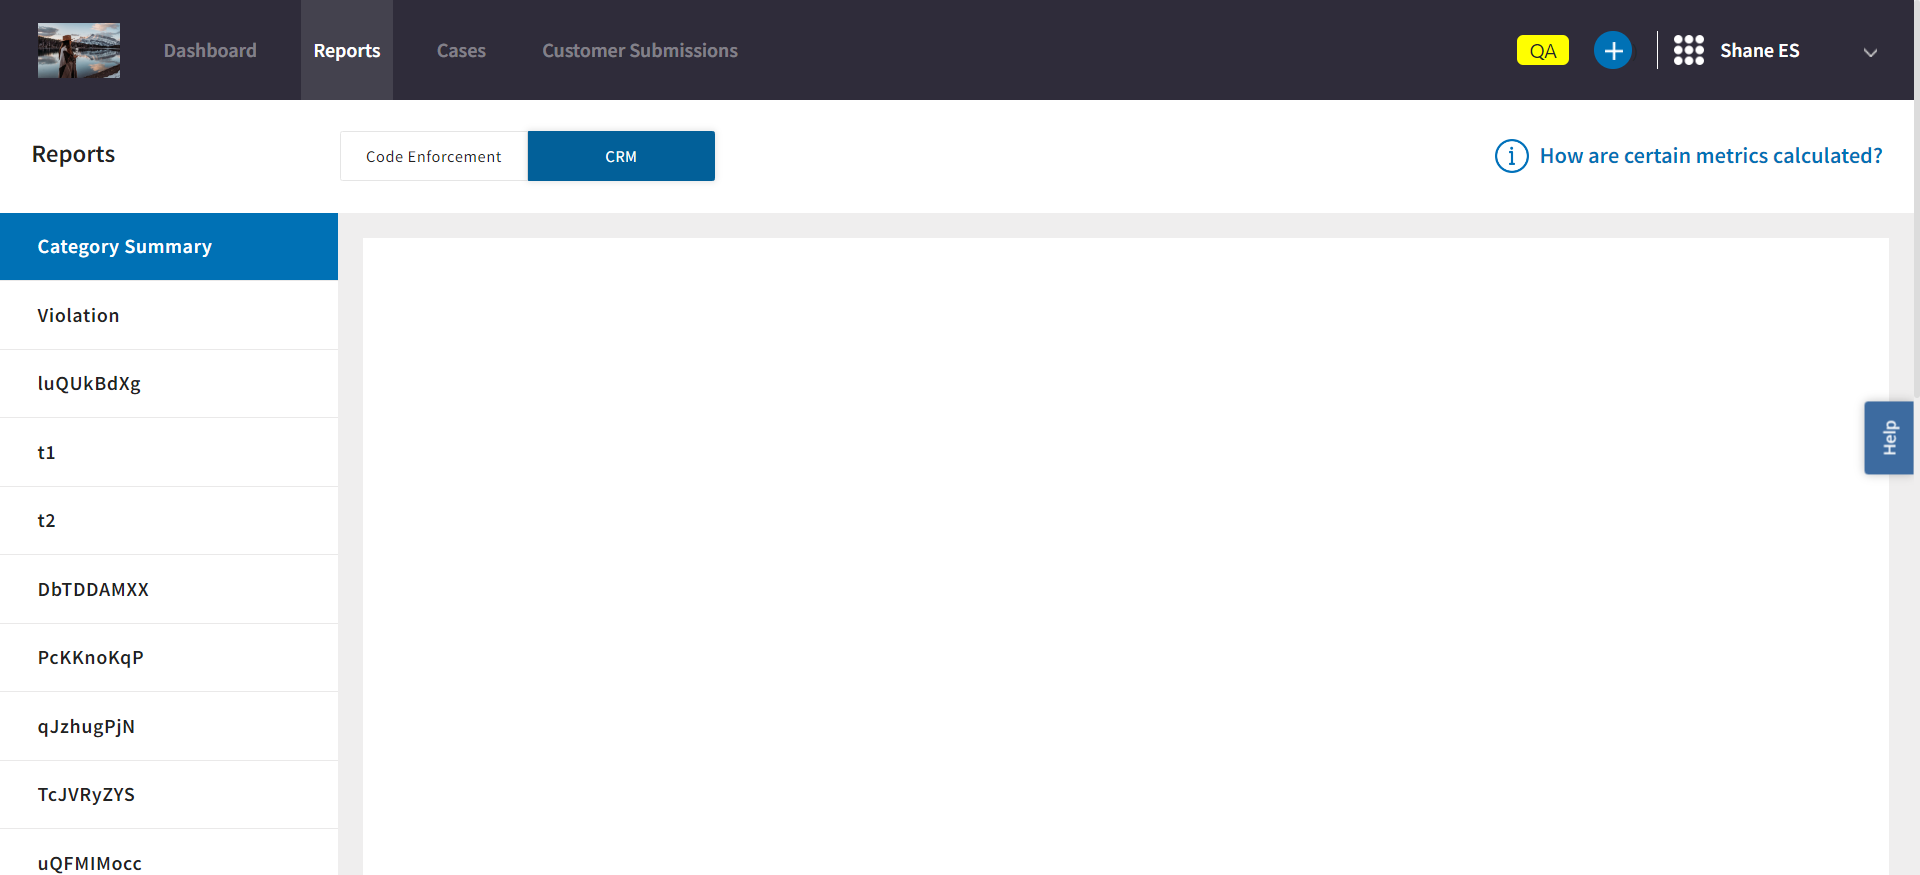 Dashboard
Reports
Cases
Customer Submissions
QA
Shane ES
Reports
Code Enforcement
CRM
How are certain metrics calculated?
Category Summary
Violation
luQUkBdXg
t1
t2
DbTDDAMXX
PcKKnoKqP
qJzhugPjN
TcJVRyZYS
uQFMIMocc
Help